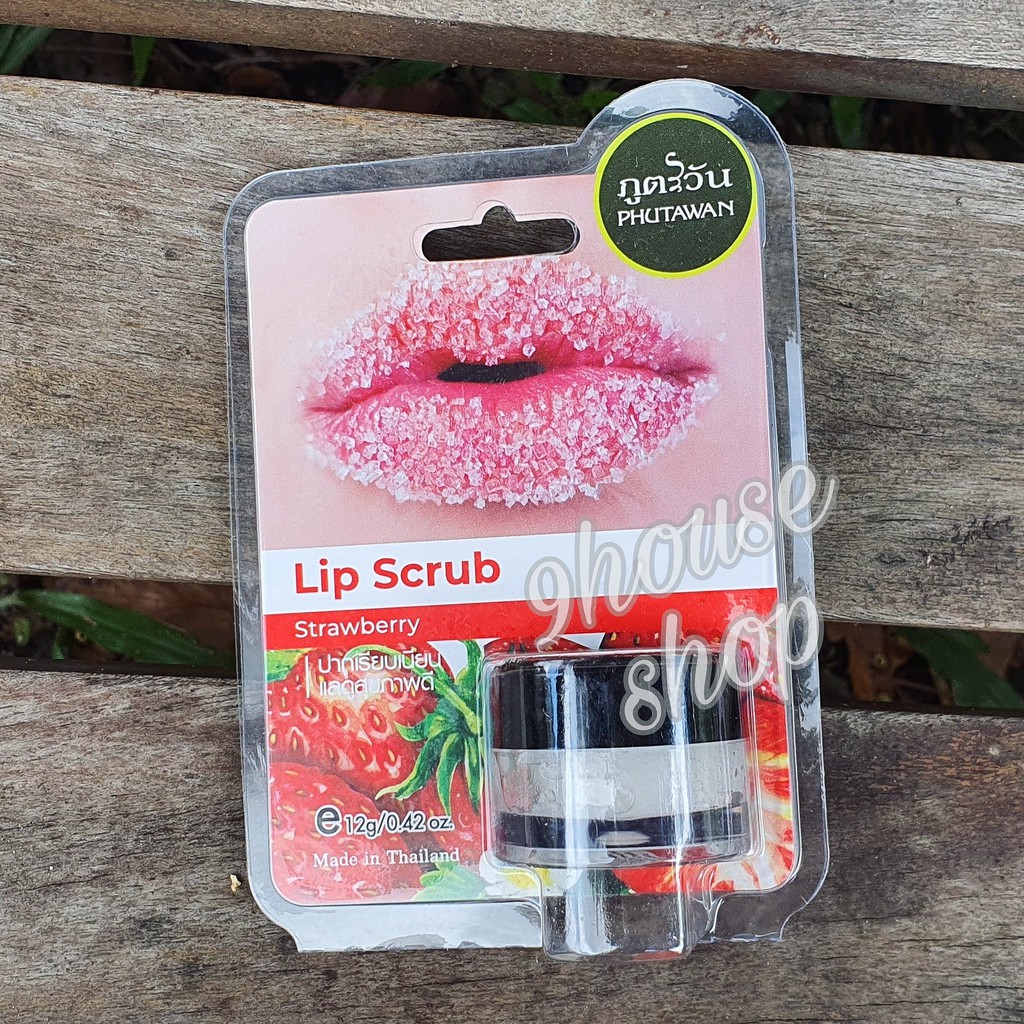 ภูตะวัน
PHUTAWAN
Lip Scrub
Strawberry
ปากเรียบเนียน
แลดูสุขภาพดี
e 12g/0.42 oz.
Made in Thailand
9house
shop